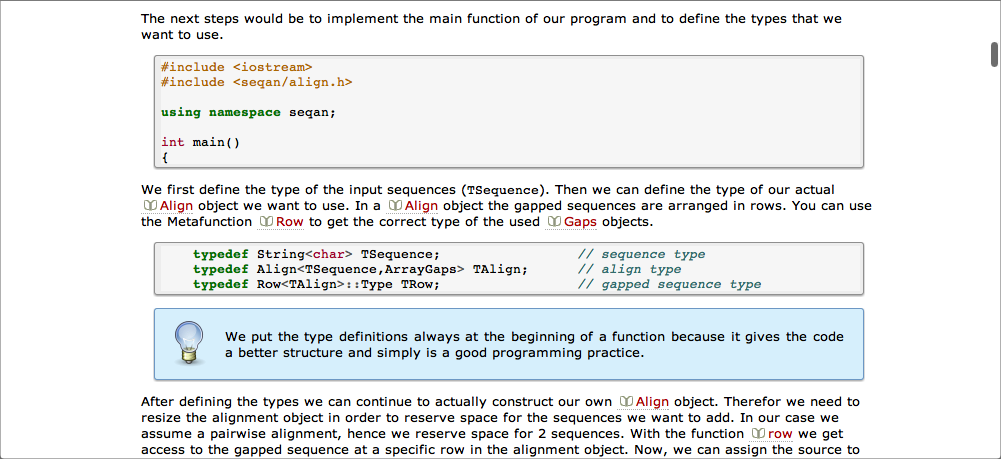 The next steps would be to implement the main function of our program and to define the types that we
want to use.
#include <iostream>
#include <seqan/align.h>
using namespace seqan;
int main()
{
We first define the type of the input sequences (TSequence). Then we can define the type of our actual
Align object we want to use. In a Align object the gapped sequences are arranged in rows. You can use
the Metafunction Row to get the correct type of the used Gaps objects.
typedef String<char> TSequence; // sequence type
typedef Align<TSequence,ArrayGaps> TAlign; // align type
typedef Row<TAlign>::Type TRow; // gapped sequence type
We put the type definitions always at the beginning of a function because it gives the code
a better structure and simply is a good programming practice.
After defining the types we can continue to actually construct our own Align object. Therefor we need to
resize the alignment object in order to reserve space for the sequences we want to add. In our case we
assume a pairwise alignment, hence we reserve space for 2 sequences. With the function row we get
access to the gapped sequence at a specific row in the alignment object. Now, we can assign the source to